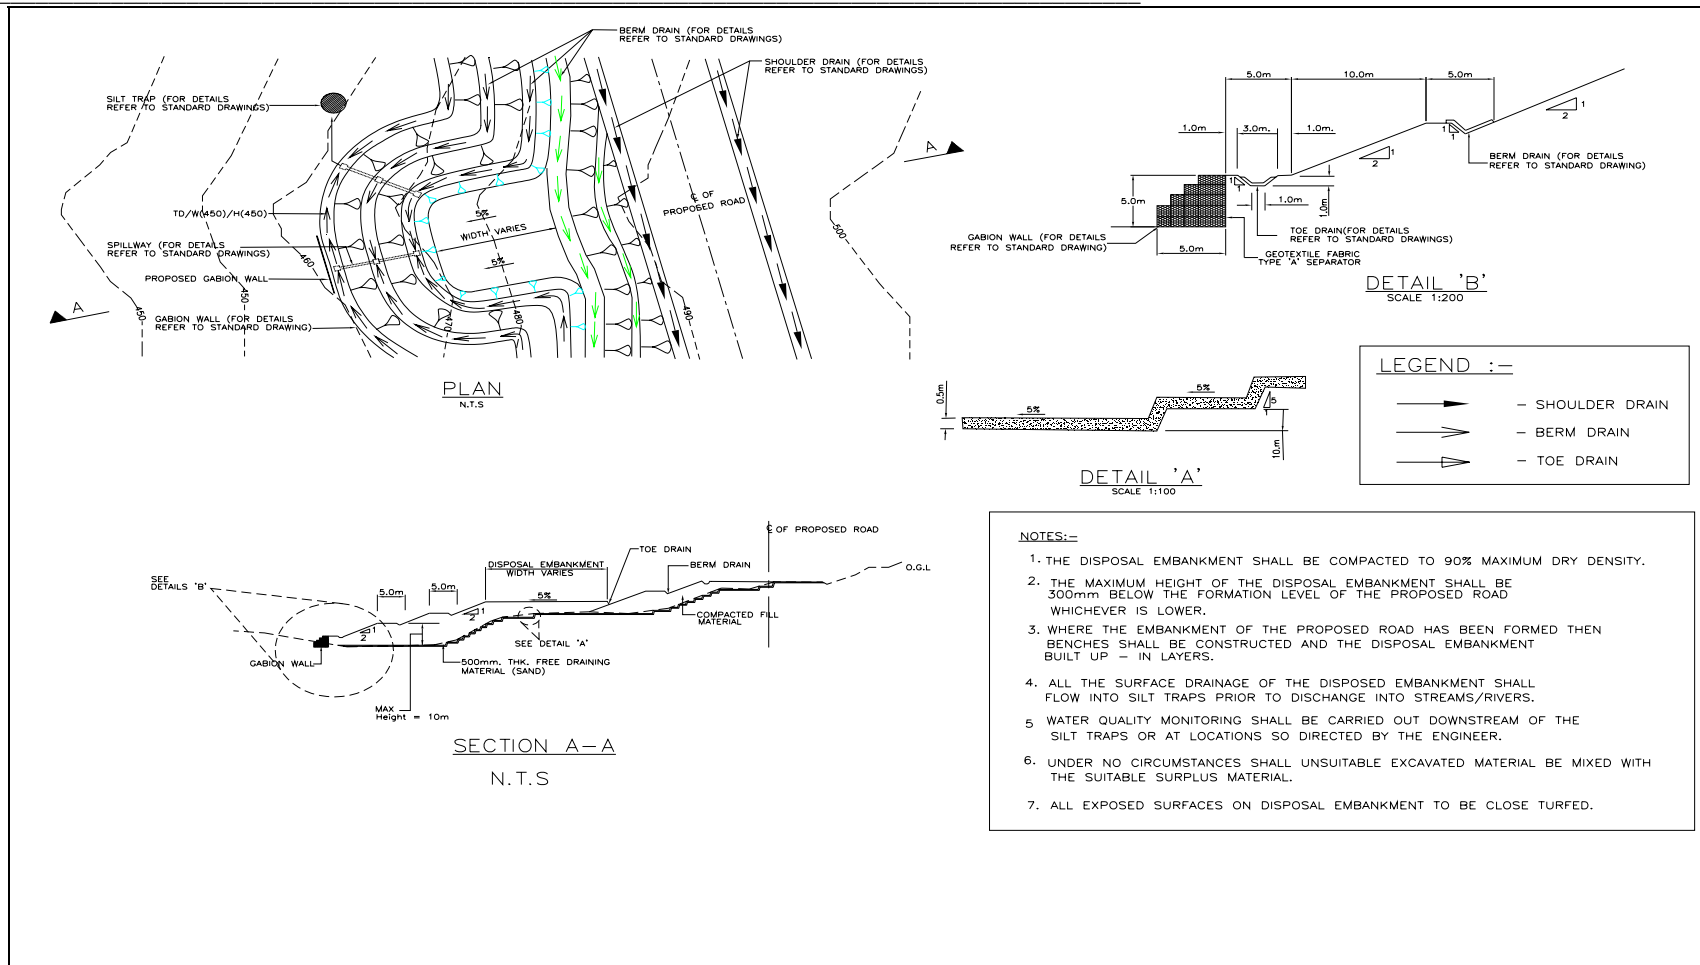 BERM DRAIN (FOR DETAILS
REFER TO STANDARD DRAWINGS)
SHOULDER DRAIN (FOR DETAILS
REFER TO STANDARD DRAWINGS)
SILT TRAP (FOR DETAILS
REFER TO STANDARD DRAWINGS)
TD/W(450)/H(450)
SPILLWAY (FOR DETAILS
REFER TO STANDARD DRAWINGS)
PROPOSED GABION WALL
GABION WALL (FOR DETAILS
REFER TO STANDARD DRAWING)
A
A
450
450
460
470
480
490
500
5%
WIDTH VARIES
5%
℄ OF
PROPOSED ROAD
PLAN
N.T.S
5.0m
10.0m
5.0m
1.0m
3.0m.
1.0m.
1
2
1
2
1
1
1
1
5.0m
1.0m
1.0m
5.0m
BERM DRAIN (FOR DETAILS
REFER TO STANDARD DRAWING)
GABION WALL (FOR DETAILS
REFER TO STANDARD DRAWING)
TOE DRAIN(FOR DETAILS
REFER TO STANDARD DRAWINGS)
GEOTEXTILE FABRIC
TYPE 'A' SEPARATOR
DETAIL 'B'
SCALE 1:200
0.5m
5%
5%
5
1
10.m
DETAIL 'A'
SCALE 1:100
LEGEND :-
- SHOULDER DRAIN
- BERM DRAIN
- TOE DRAIN
℄ OF PROPOSED ROAD
TOE DRAIN
BERM DRAIN
O.G.L
SEE
DETAILS 'B'
5.0m
5.0m
DISPOSAL EMBANKMENT
WIDTH VARIES
5%
1
2
1
2
COMPACTED FILL
MATERIAL
SEE DETAIL 'A'
GABION WALL
500mm. THK. FREE DRAINING
MATERIAL (SAND)
MAX
Height = 10m
SECTION A-A
N.T.S
NOTES:-
1. THE DISPOSAL EMBANKMENT SHALL BE COMPACTED TO 90% MAXIMUM DRY DENSITY.
2. THE MAXIMUM HEIGHT OF THE DISPOSAL EMBANKMENT SHALL BE
300mm BELOW THE FORMATION LEVEL OF THE PROPOSED ROAD
WHICHEVER IS LOWER.
3. WHERE THE EMBANKMENT OF THE PROPOSED ROAD HAS BEEN FORMED THEN
BENCHES SHALL BE CONSTRUCTED AND THE DISPOSAL EMBANKMENT
BUILT UP - IN LAYERS.
4. ALL THE SURFACE DRAINAGE OF THE DISPOSED EMBANKMENT SHALL
FLOW INTO SILT TRAPS PRIOR TO DISCHANGE INTO STREAMS/RIVERS.
5 WATER QUALITY MONITORING SHALL BE CARRIED OUT DOWNSTREAM OF THE
SILT TRAPS OR AT LOCATIONS SO DIRECTED BY THE ENGINEER.
6. UNDER NO CIRCUMSTANCES SHALL UNSUITABLE EXCAVATED MATERIAL BE MIXED WITH
THE SUITABLE SURPLUS MATERIAL.
7. ALL EXPOSED SURFACES ON DISPOSAL EMBANKMENT TO BE CLOSE TURFED.